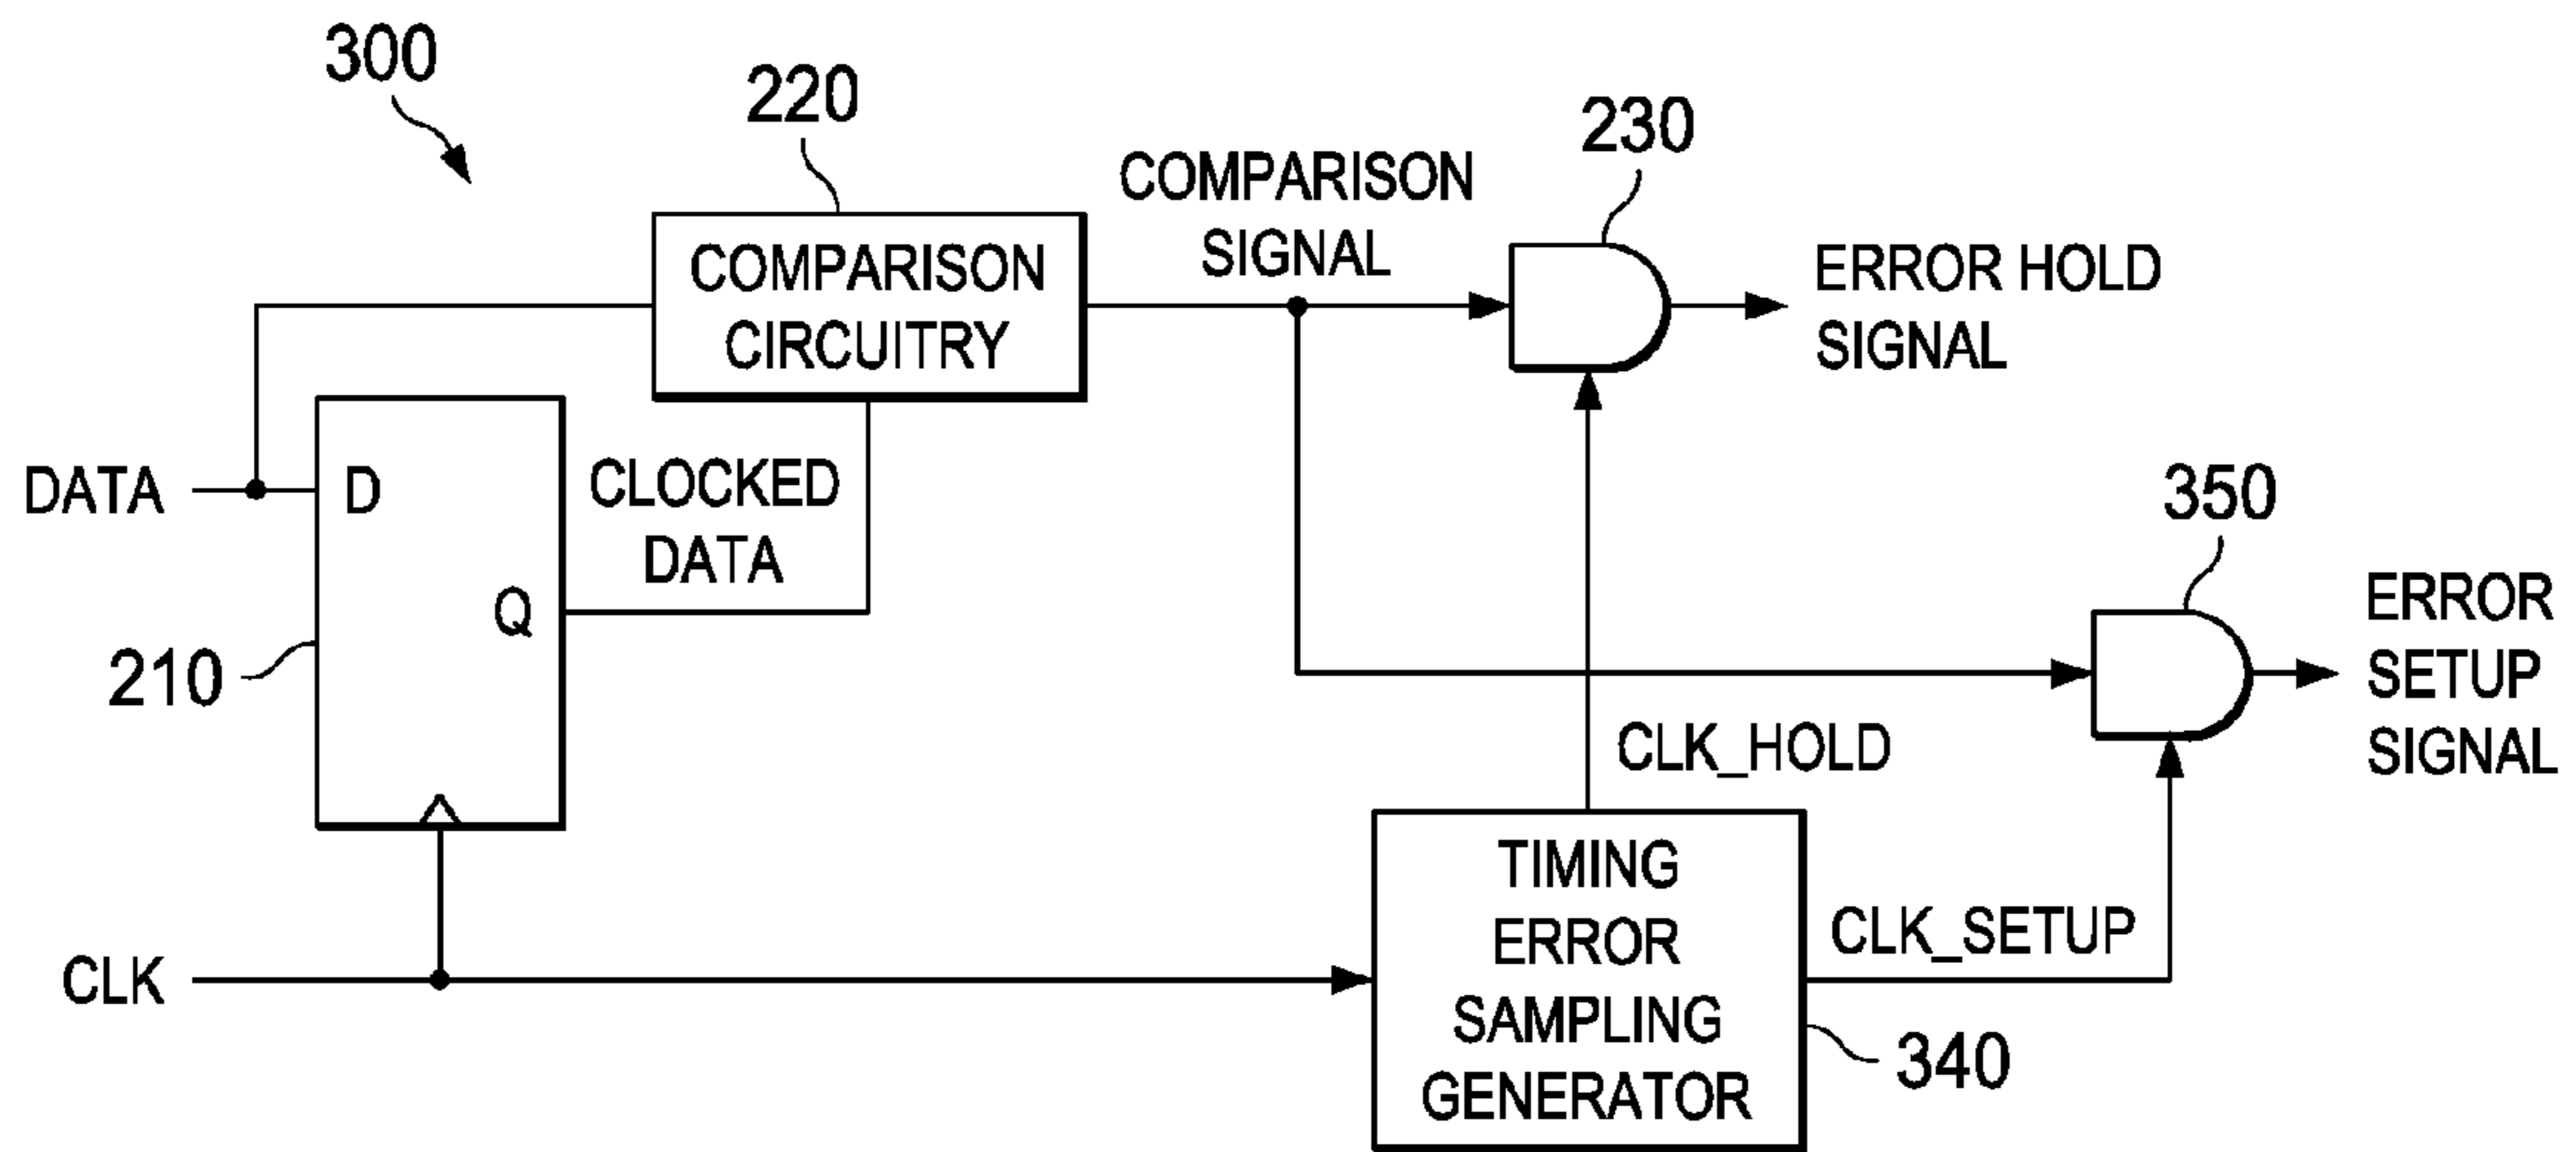 300
220
230
COMPARISON
SIGNAL
COMPARISON
CIRCUITRY
ERROR HOLD
SIGNAL
DATA
D
CLOCKED
DATA
Q
210
350
ERROR
SETUP
SIGNAL
CLK_HOLD
TIMING
ERROR
SAMPLING
GENERATOR
CLK_SETUP
CLK
340